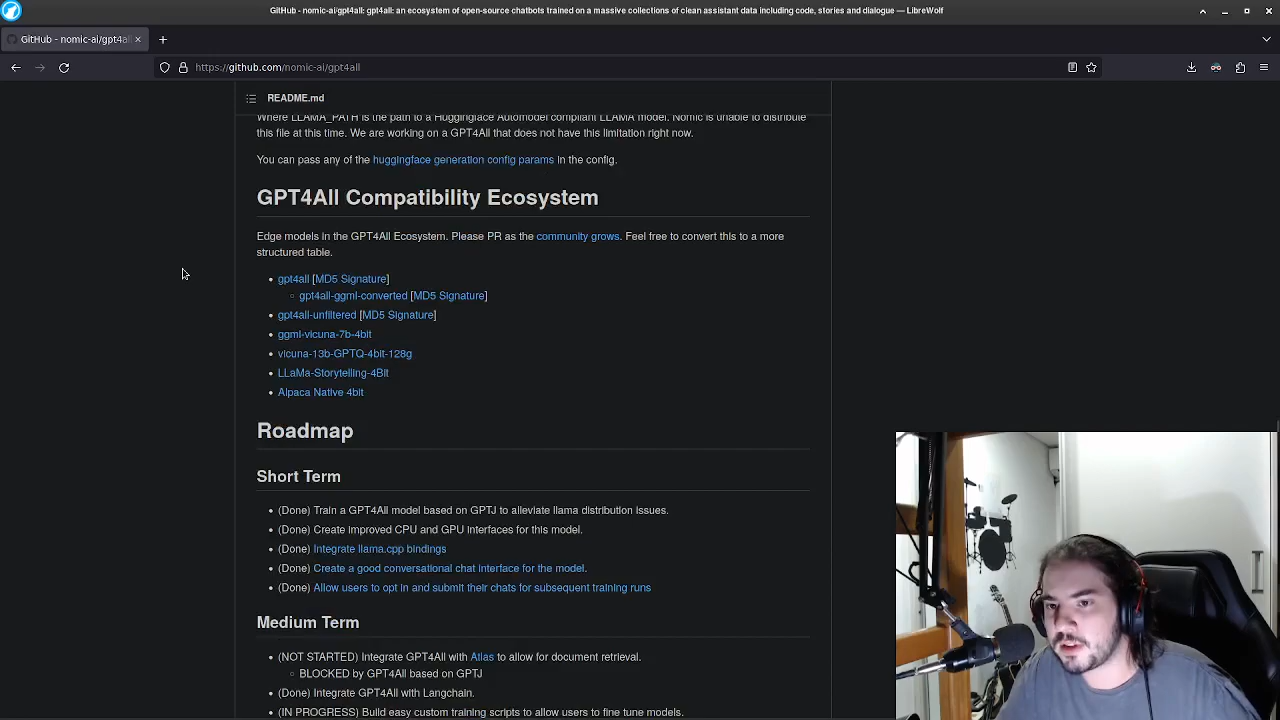 GitHub - nomic-ai/gpt4all: gpt4all: an ecosystem of open-source chatbots trained on a massive collections of clean assistant data including code, stories and dialogue — LibreWolf
GitHub - nomic-ai/gpt4all
https://github.com/nomic-ai/gpt4all
README.md
Where LLAMA_PATH is the path to a Huggingface Automodel compliant LLAMA model. Nomic is unable to distribute
this file at this time. We are working on a GPT4All that does not have this limitation right now.
You can pass any of the huggingface generation config params in the config.
GPT4All Compatibility Ecosystem
Edge models in the GPT4All Ecosystem. Please PR as the community grows. Feel free to convert this to a more
structured table.
gpt4all [MD5 Signature]
gpt4all-ggml-converted [MD5 Signature]
gpt4all-unfiltered [MD5 Signature]
ggml-vicuna-7b-4bit
vicuna-13b-GPTQ-4bit-128g
LLaMa-Storytelling-4Bit
Alpaca Native 4bit
Roadmap
Short Term
(Done) Train a GPT4All model based on GPTJ to alleviate llama distribution issues.
(Done) Create improved CPU and GPU interfaces for this model.
(Done) Integrate llama.cpp bindings
(Done) Create a good conversational chat interface for the model.
(Done) Allow users to opt in and submit their chats for subsequent training runs
Medium Term
(NOT STARTED) Integrate GPT4All with Atlas to allow for document retrieval.
BLOCKED by GPT4All based on GPTJ
(Done) Integrate GPT4All with Langchain.
(IN PROGRESS) Build easy custom training scripts to allow users to fine tune models.